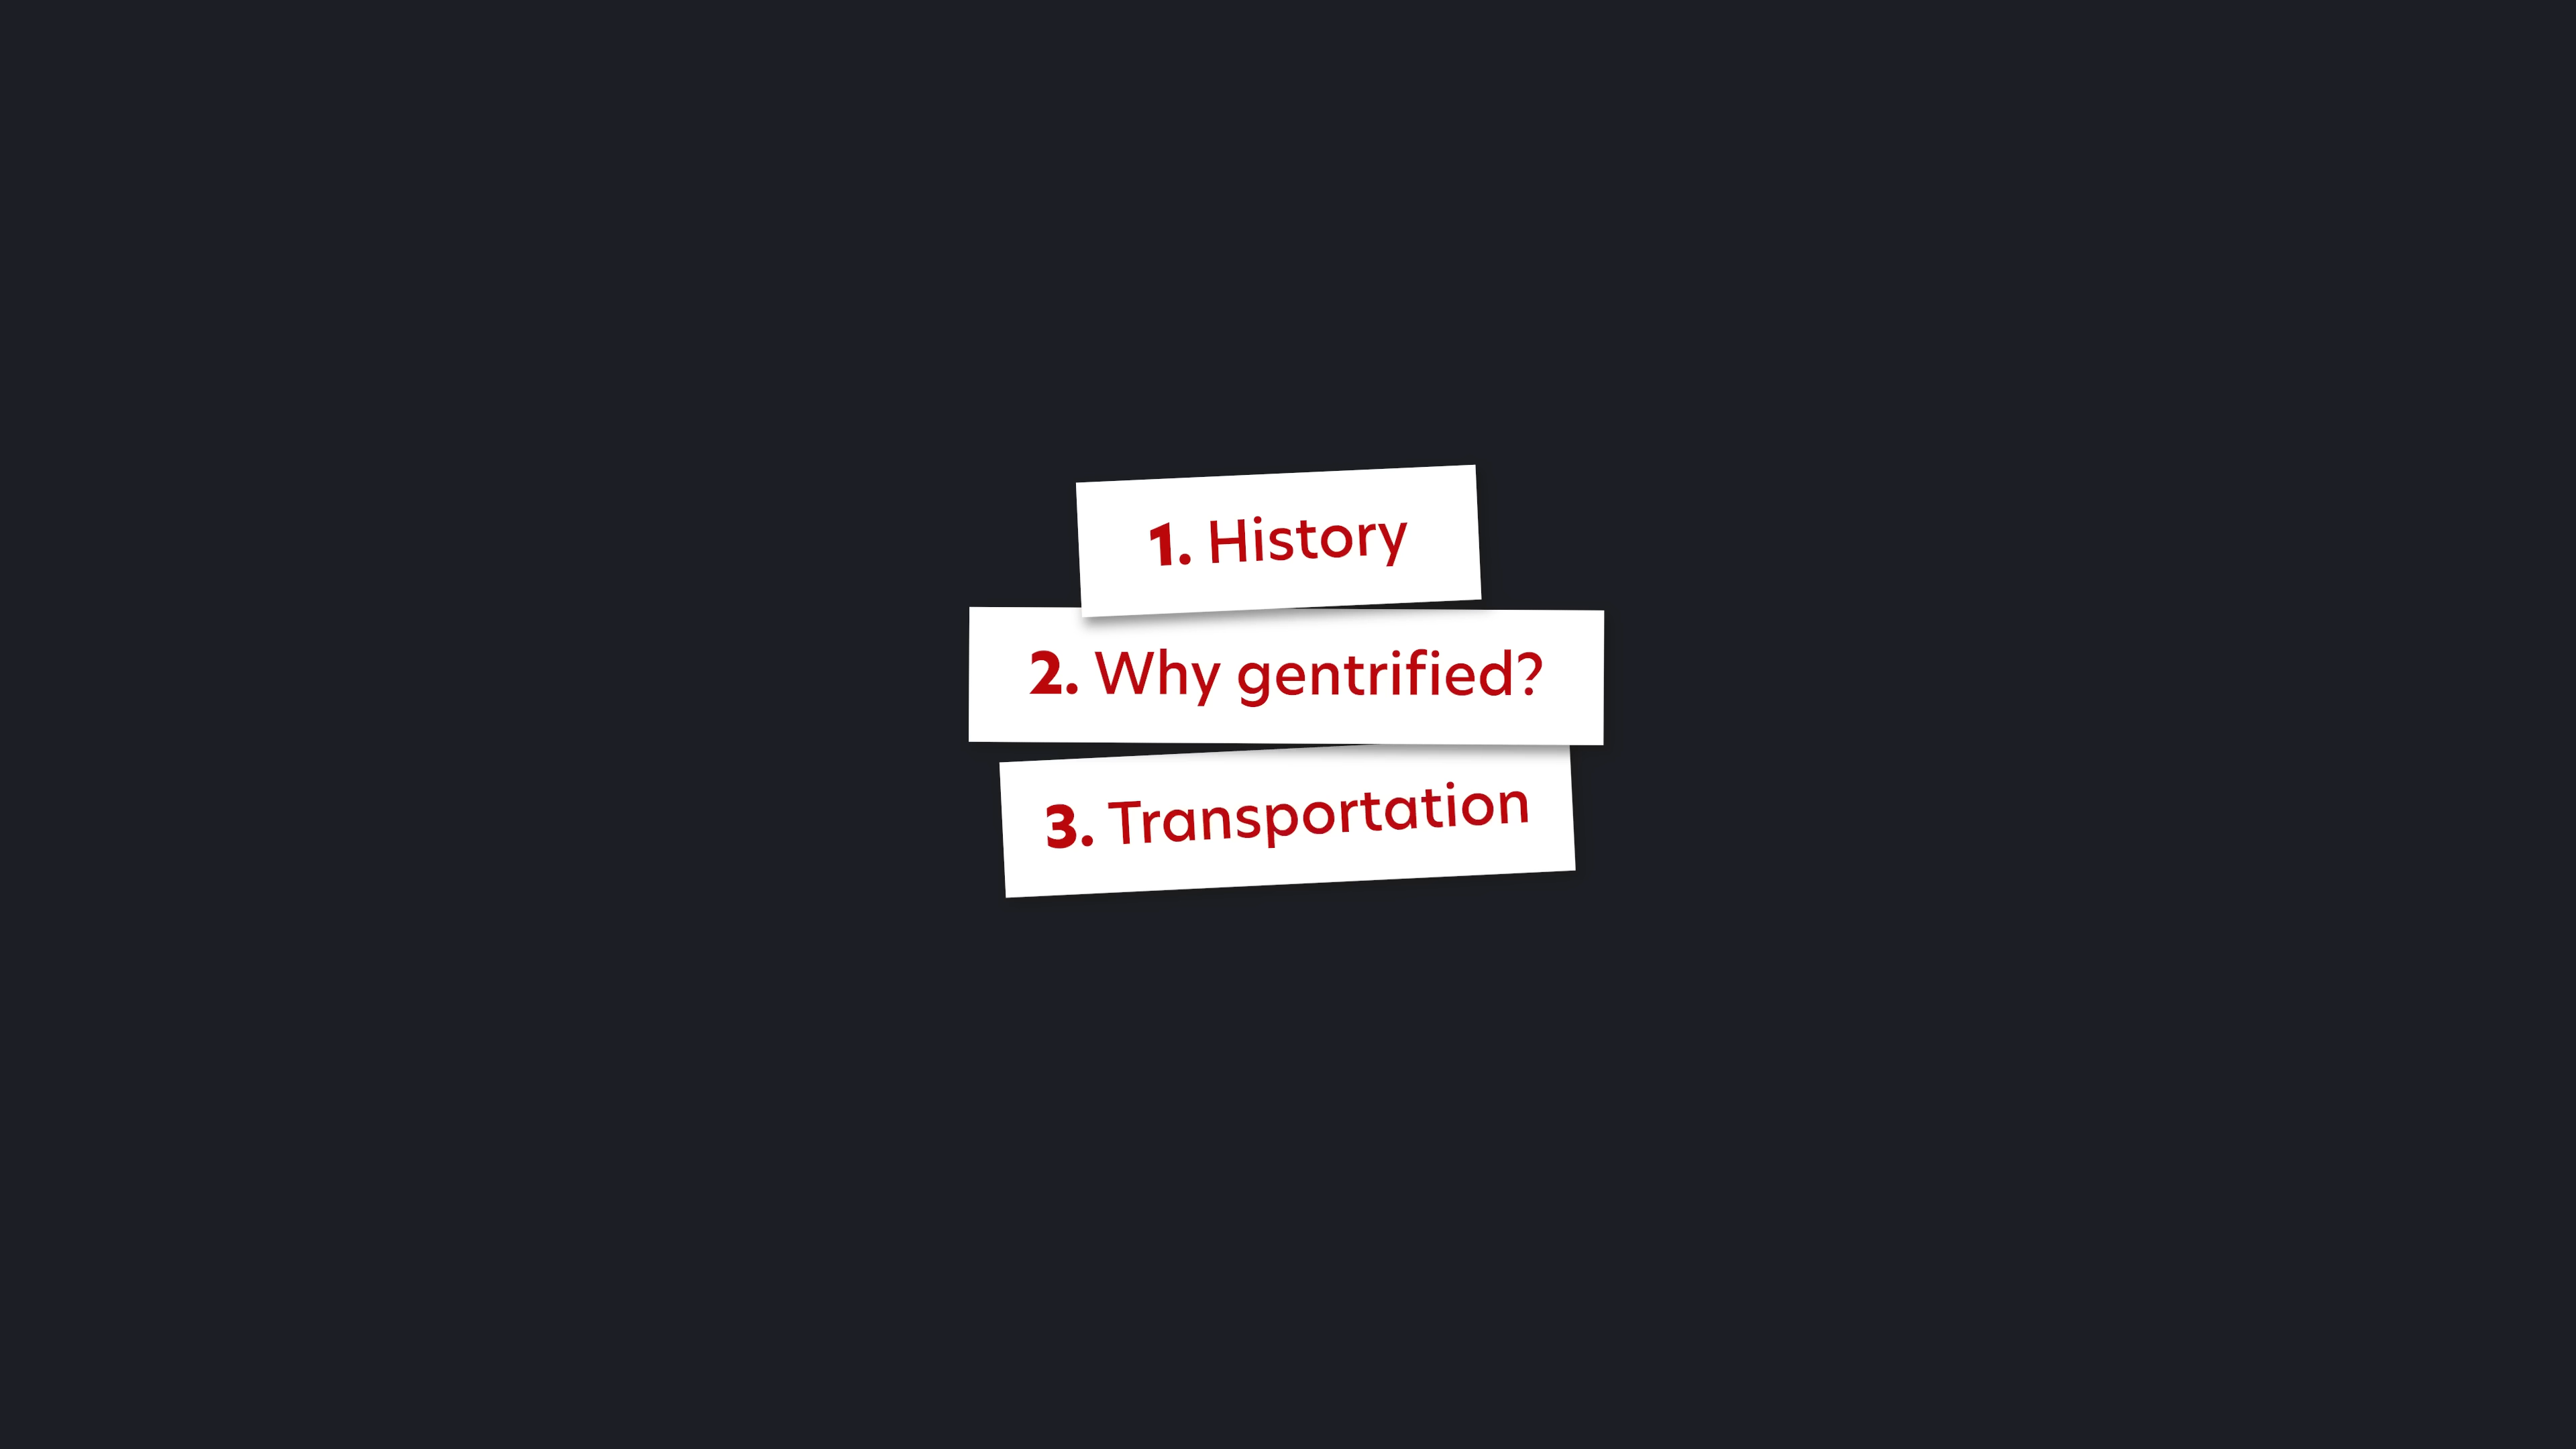 1. History
2. Why gentrified?
3. Transportation